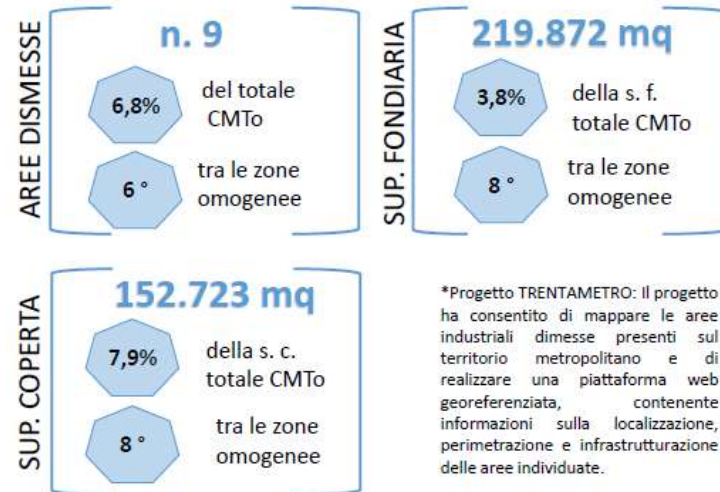 AREE DISMESSE
n. 9
6,8%
del totale
CMTo
6 °
tra le zone
omogenee
SUP. FONDIARIA
219.872 mq
3,8%
della s. f.
totale CMTo
8 °
tra le zone
omogenee
SUP. COPERTA
152.723 mq
7,9%
della s. c.
totale CMTo
8 °
tra le zone
omogenee
*Progetto TRENTAMETRO: Il progetto
ha consentito di mappare le aree
industriali dimesse presenti sul
territorio metropolitano e di
realizzare una piattaforma web
georeferenziata, contenente
informazioni sulla localizzazione,
perimetrazione e infrastrutturazione
delle aree individuate.